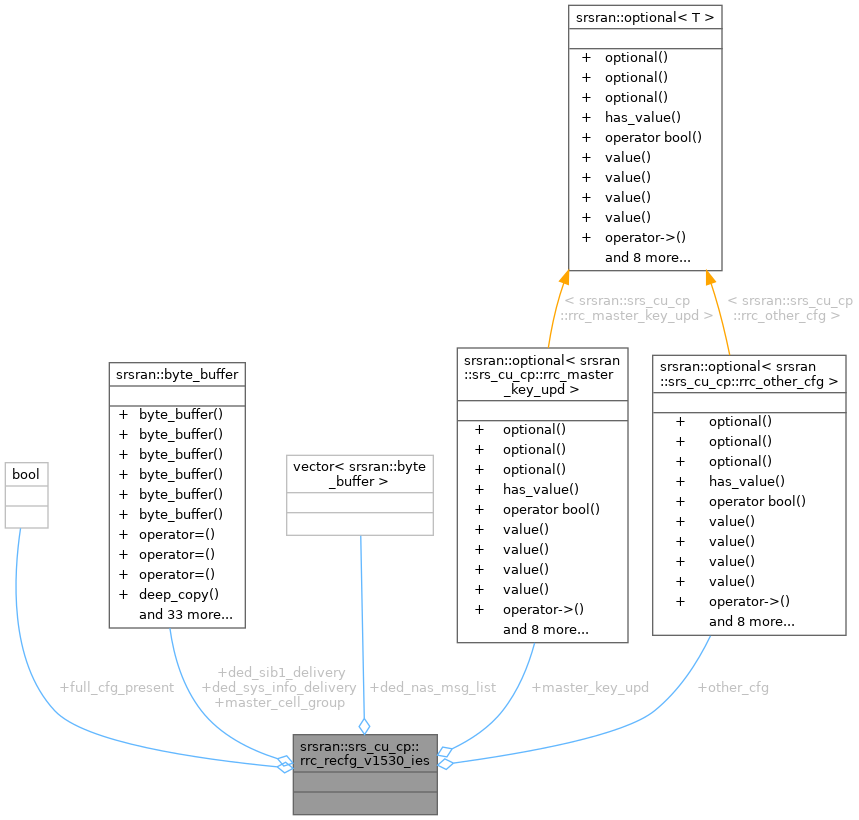 srsran::optional< T >
+ optional()
+ optional()
+ optional()
+ has_value()
+ operator bool()
+ value()
+ value()
+ value()
+ value()
+ operator->()
and 8 more...
< srsran::srs_cu_cp
::rrc_master_key_upd >
< srsran::srs_cu_cp
::rrc_other_cfg >
srsran::optional< srsran
::srs_cu_cp::rrc_master
_key_upd >
+ optional()
+ optional()
+ optional()
+ has_value()
+ operator bool()
+ value()
+ value()
+ value()
+ value()
+ operator->()
and 8 more...
srsran::optional< srsran
::srs_cu_cp::rrc_other_cfg >
+ optional()
+ optional()
+ optional()
+ has_value()
+ operator bool()
+ value()
+ value()
+ value()
+ value()
+ operator->()
and 8 more...
srsran::byte_buffer
+ byte_buffer()
+ byte_buffer()
+ byte_buffer()
+ byte_buffer()
+ byte_buffer()
+ byte_buffer()
+ operator=()
+ operator=()
+ operator=()
+ deep_copy()
and 33 more...
bool
vector< srsran::byte
_buffer >
+full_cfg_present
+ded_sib1_delivery
+ded_sys_info_delivery
+master_cell_group
+ded_nas_msg_list
+master_key_upd
+other_cfg
srsran::srs_cu_cp::
rrc_recfg_v1530_ies